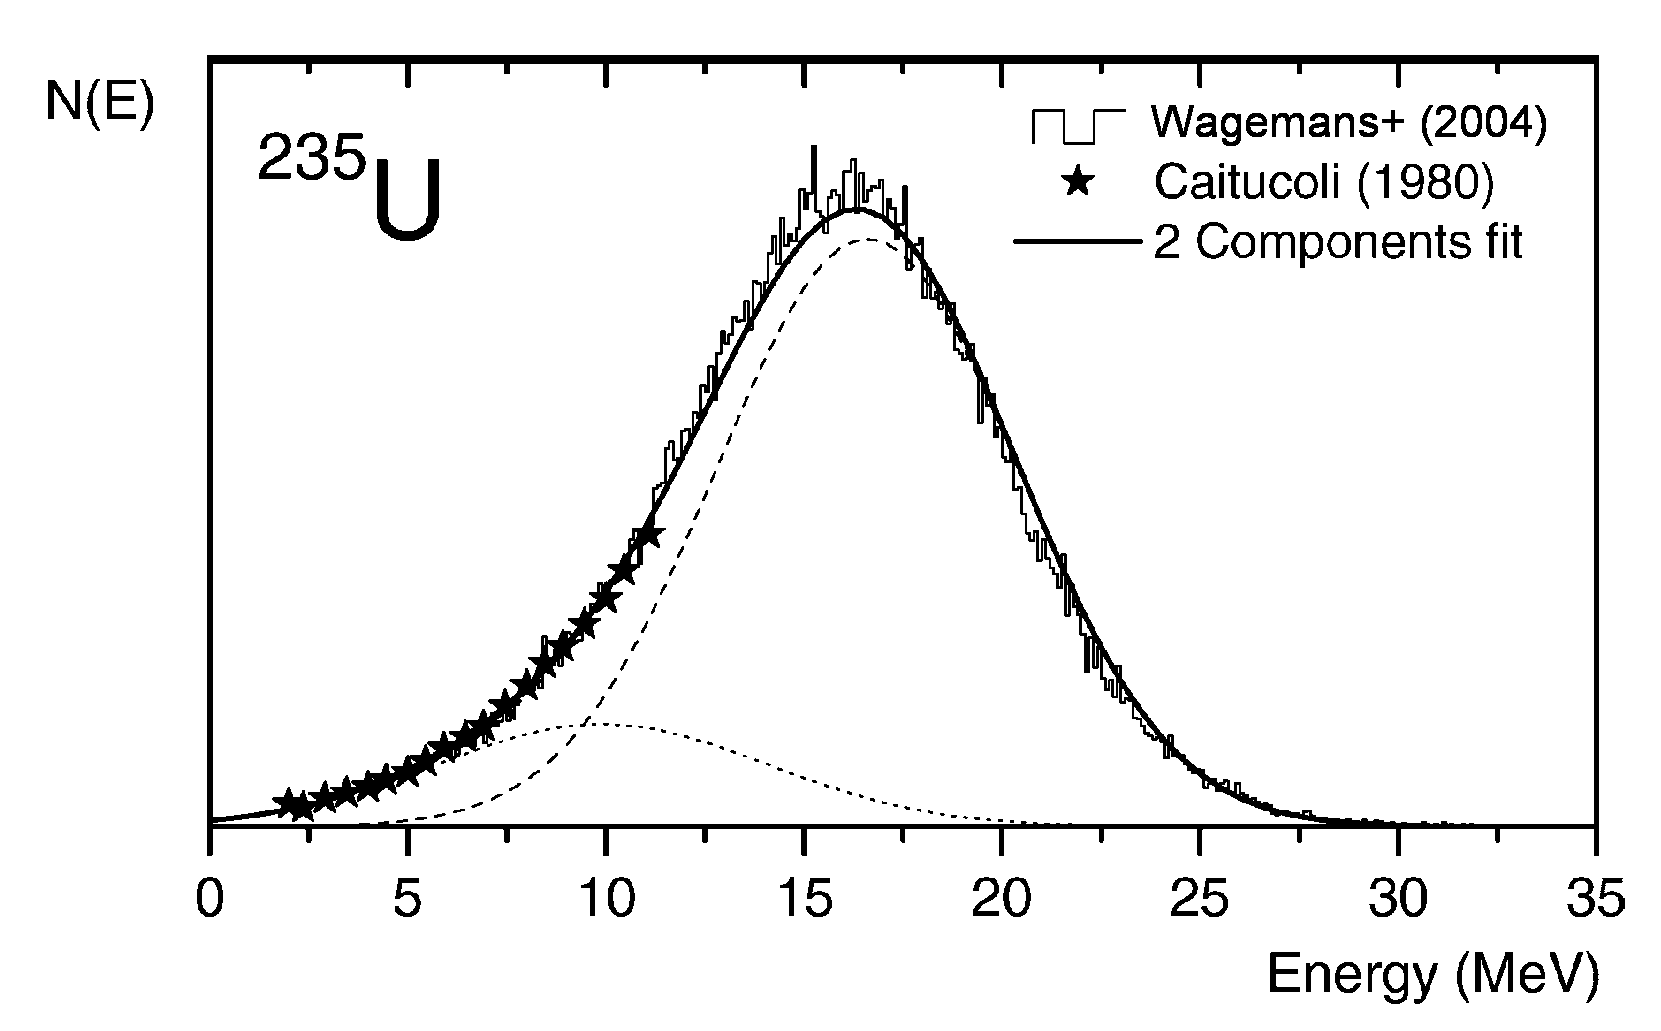 N(E)
235U
Wagemans+ (2004)
Caitucoli (1980)
2 Components fit
0 5 10 15 20 25 30 35
Energy (MeV)